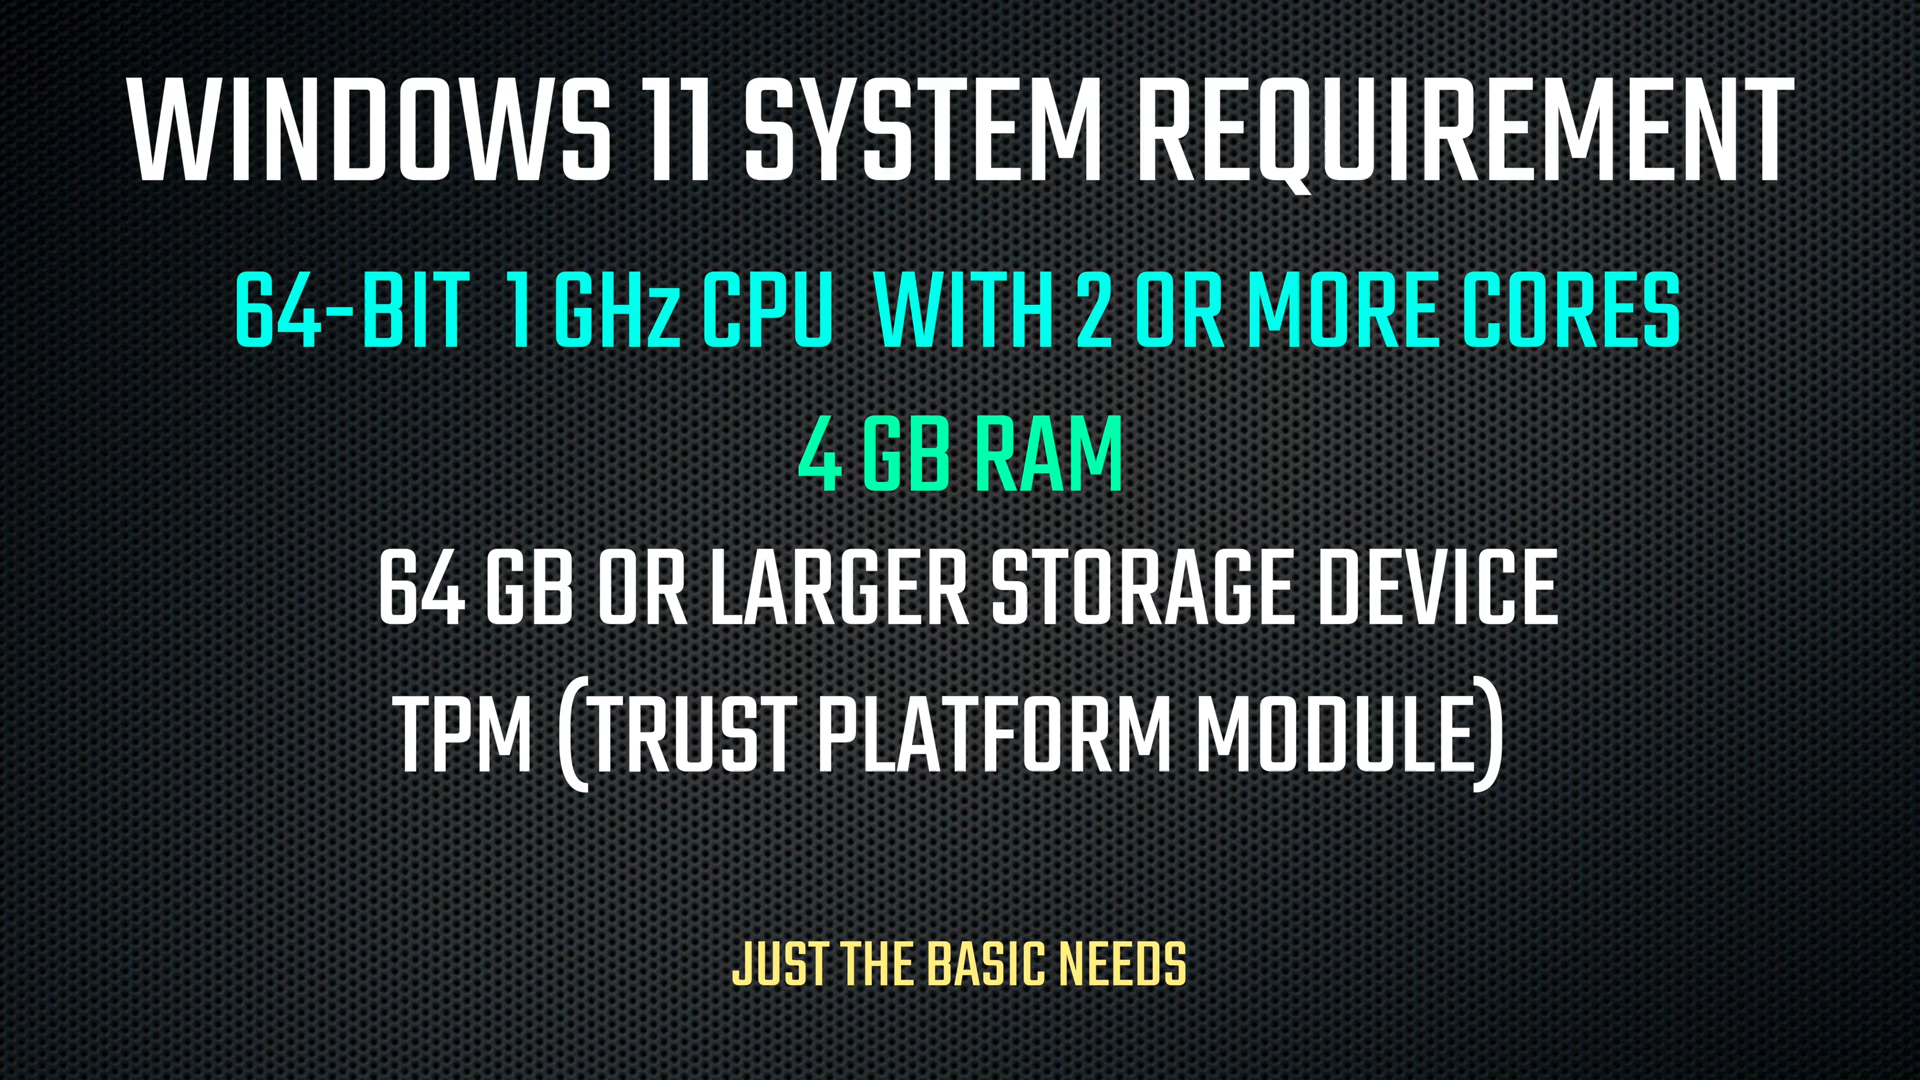 WINDOWS 11 SYSTEM REQUIREMENT
64-BIT 1 GHz CPU WITH 2 OR MORE CORES
4 GB RAM
64 GB OR LARGER STORAGE DEVICE
TPM (TRUST PLATFORM MODULE)
JUST THE BASIC NEEDS